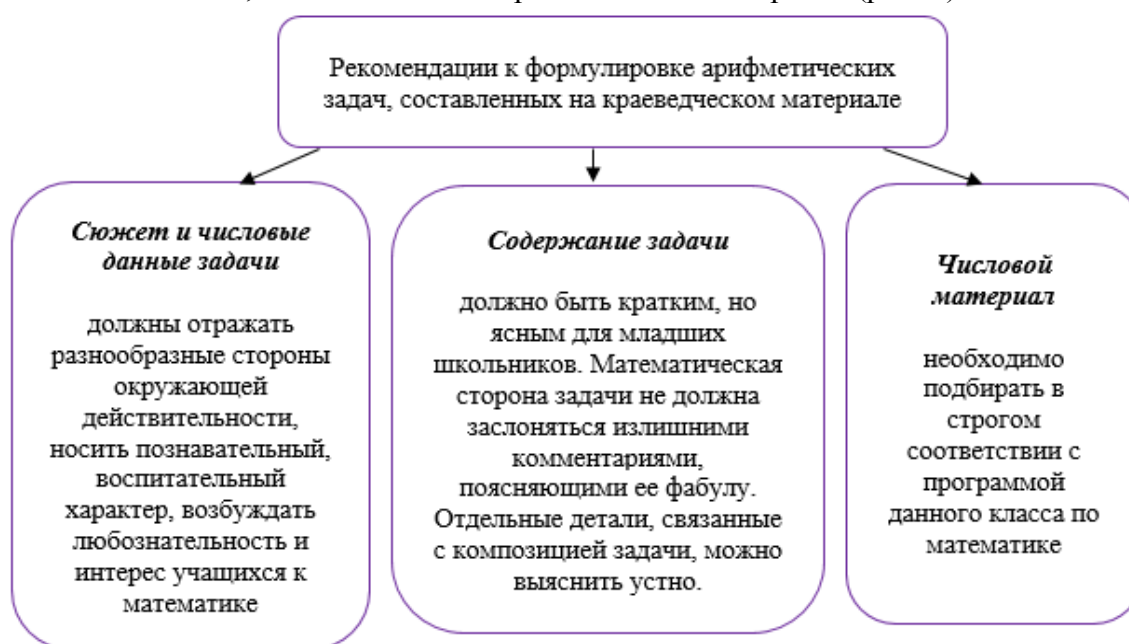 Рекомендации к формулировке арифметических
задач, составленных на краеведческом материале
Сюжет и числовые
данные задачи
должны отражать
разнообразные стороны
окружающей
действительности,
носить познавательный,
воспитательный
характер, возбуждать
любознательность и
интерес учащихся к
математике
Содержание задачи
должно быть кратким, но
ясным для младших
школьников. Математическая
сторона задачи не должна
заслоняться излишними
комментариями,
поясняющими ее фабулу.
Отдельные детали, связанные
с композицией задачи, можно
выяснить устно.
Числовой
материал
необходимо
подбирать в
строгом
соответствии с
программой
данного класса по
математике